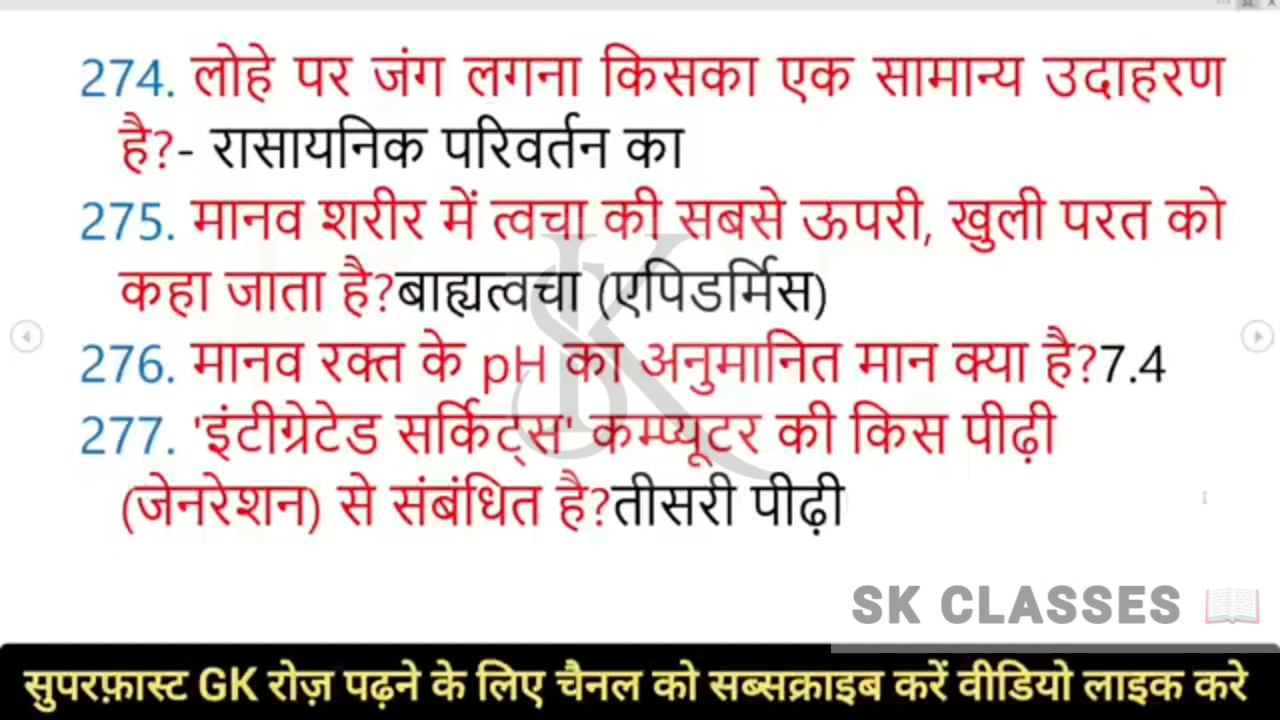 274. लोहे पर जंग लगना किसका एक सामान्य उदाहरण
है?- रासायनिक परिवर्तन का
275. मानव शरीर में त्वचा की सबसे ऊपरी, खुली परत को
कहा जाता है?बाह्यत्वचा (एपिडर्मिस)
276. मानव रक्त के pH का अनुमानित मान क्या है?7.4
277. 'इंटीग्रेटेड सर्किट्स' कम्प्यूटर की किस पीढ़ी
(जेनरेशन) से संबंधित है?तीसरी पीढ़ी
SK
SK CLASSES
सुपरफ़ास्ट GK रोज़ पढ़ने के लिए चैनल को सब्सक्राइब करें वीडियो लाइक करे